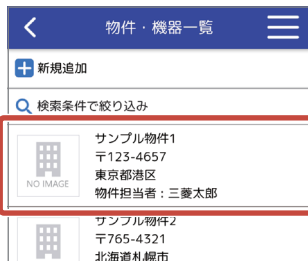 物件・機器一覧
新規追加
検索条件で絞り込み
NO IMAGE
サンプル物件1
〒123-4657
東京都港区
物件担当者：三菱太郎
サンプル物件2
〒765-4321
北海道札幌市